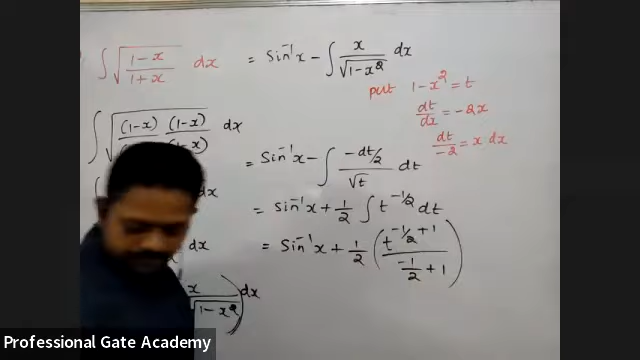 ∫ √((1-x)/(1+x)) dx = Sin⁻¹x - ∫ x/√(1-x²) dx
put 1-x² = t
dt/dx = -2x
dt/-2 = x dx
∫ √((1-x) (1-x)/ dx
= Sin⁻¹x - ∫ (-dt/2)/√t dt
dx
= Sin⁻¹x + 1/2 ∫ t^(-1/2) dt
dx
= Sin⁻¹x + 1/2 (t^(-1/2 + 1)/(-1/2 + 1))
x/√(1-x²)) dx
Professional Gate Academy